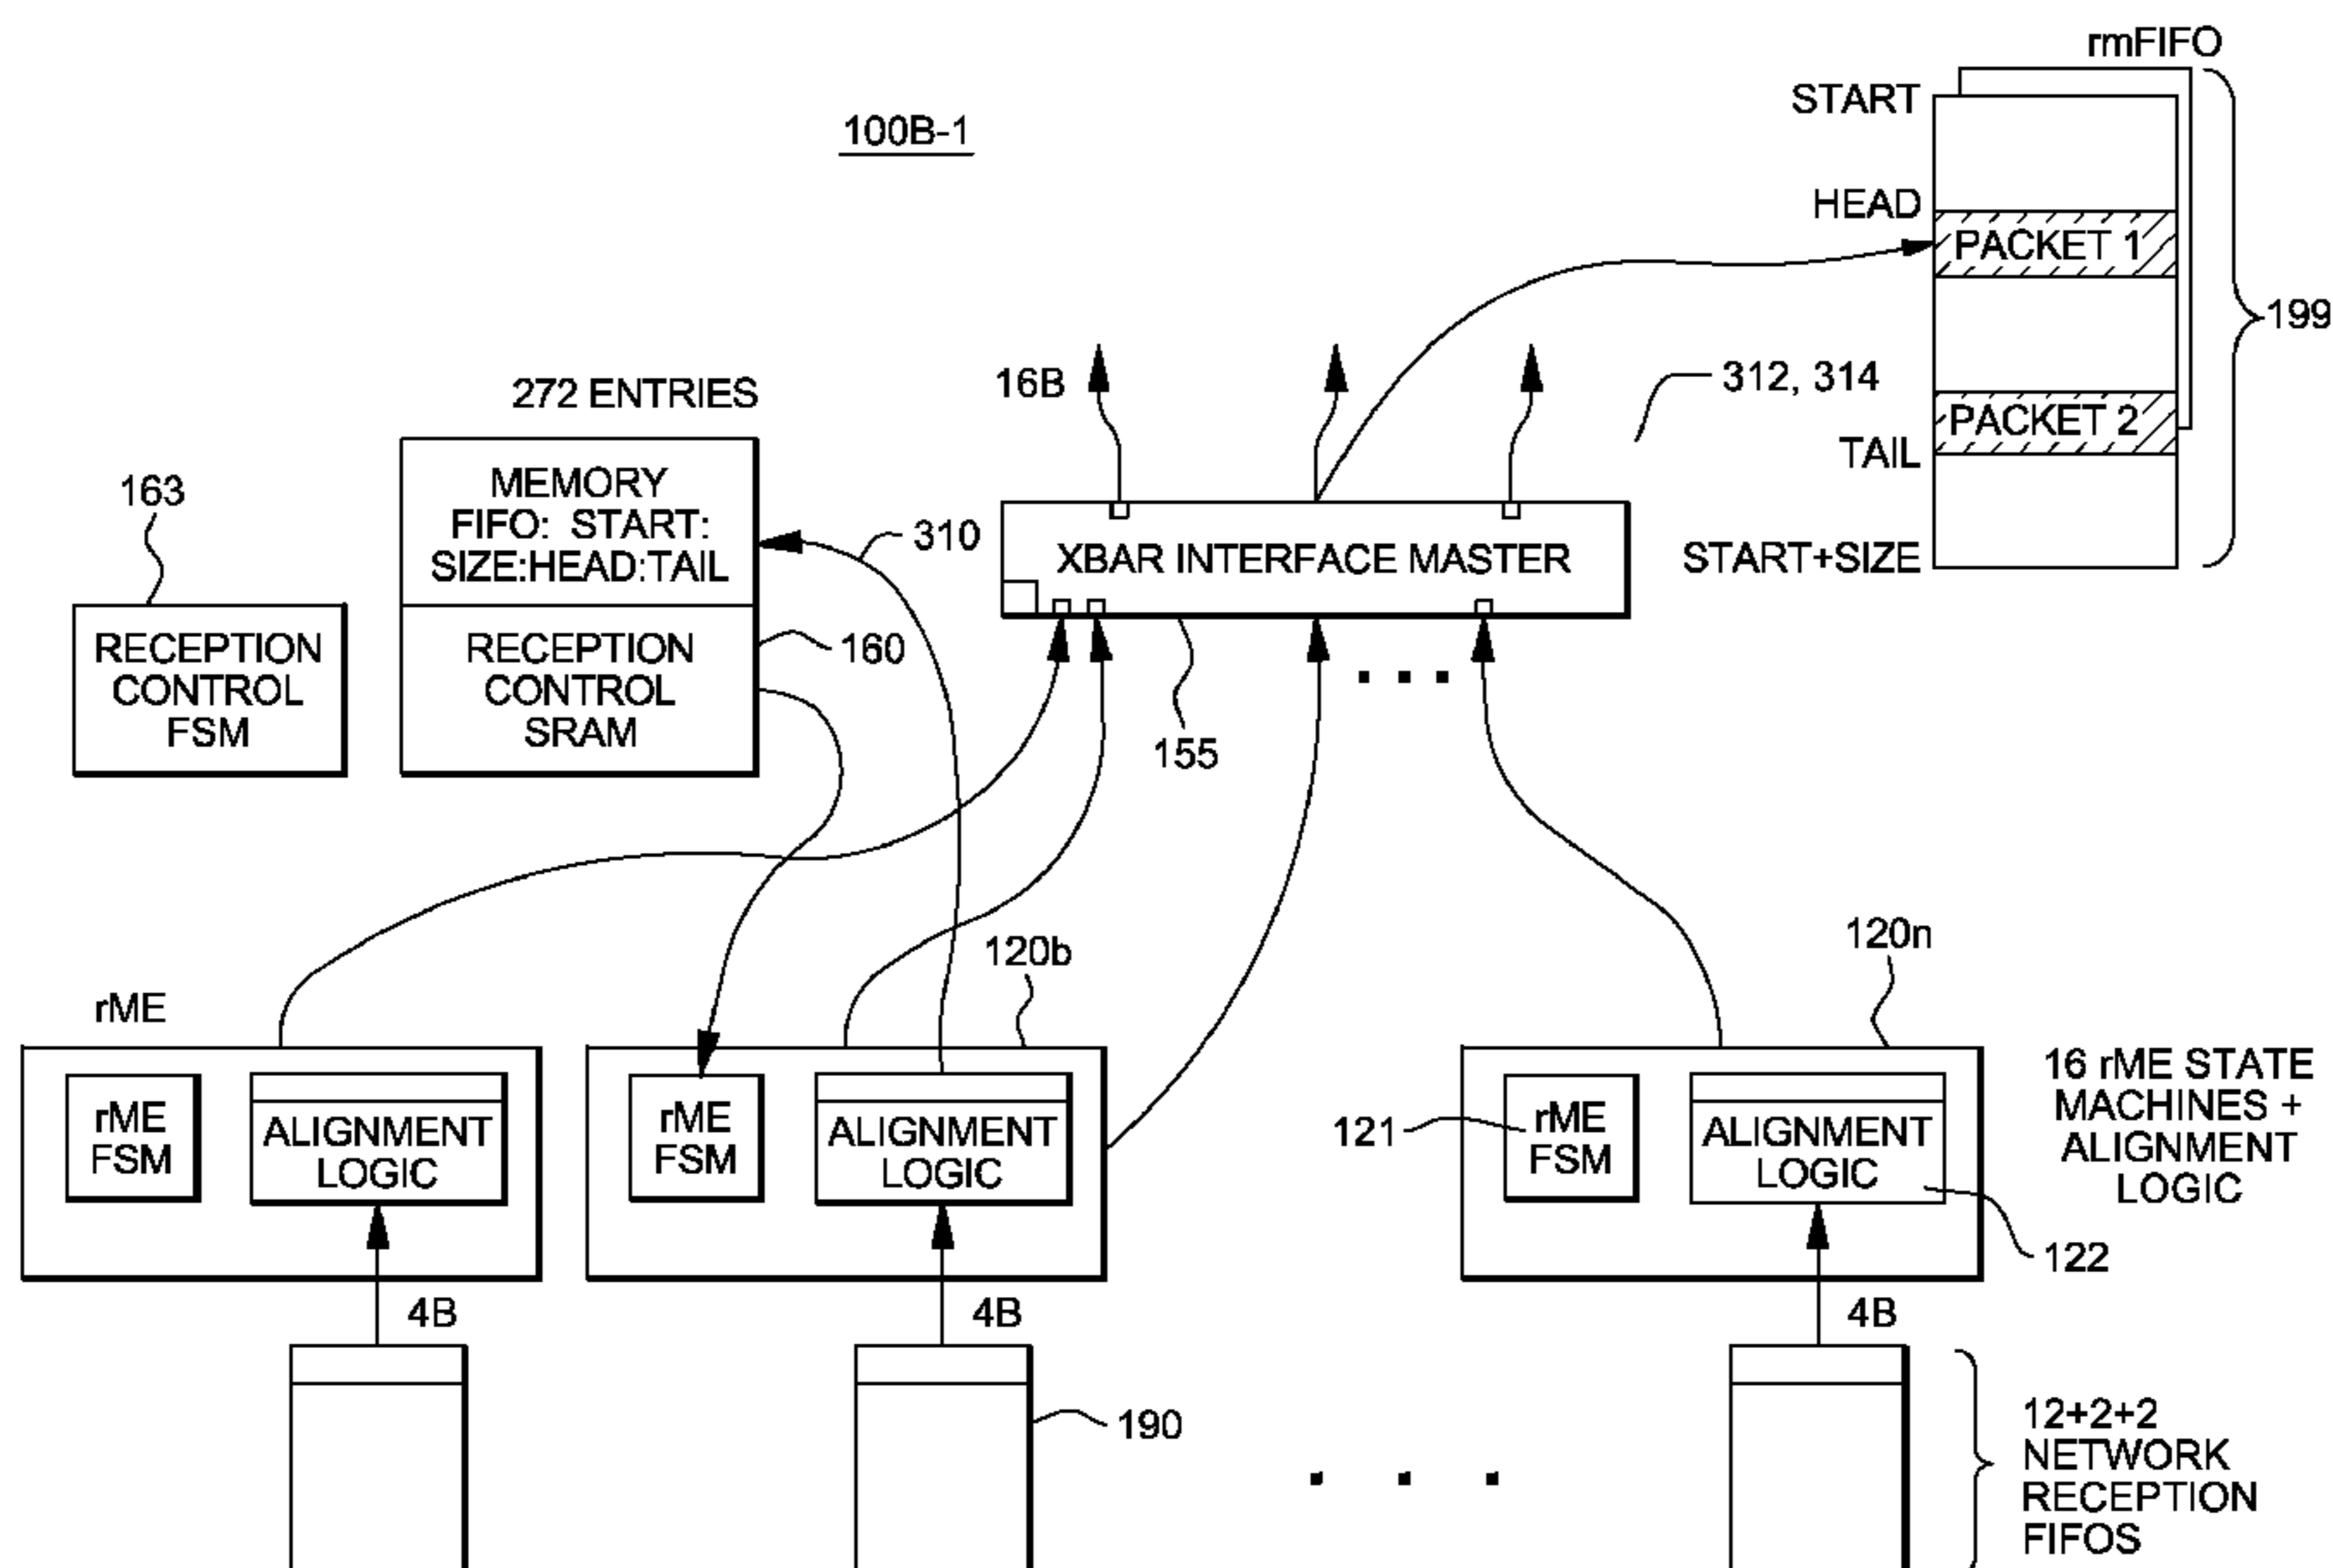 rmFIFO
START
100B-1
HEAD
PACKET 1
199
16B
312, 314
272 ENTRIES
PACKET 2
TAIL
163
MEMORY
FIFO: START:
SIZE:HEAD:TAIL
310
XBAR INTERFACE MASTER
START+SIZE
RECEPTION
CONTROL
FSM
RECEPTION
CONTROL
SRAM
160
155
120b
120n
rME
rME
FSM
ALIGNMENT
LOGIC
rME
FSM
ALIGNMENT
LOGIC
121
rME
FSM
ALIGNMENT
LOGIC
16 rME STATE
MACHINES +
ALIGNMENT
LOGIC
122
4B
4B
4B
190
12+2+2
NETWORK
RECEPTION
FIFOS